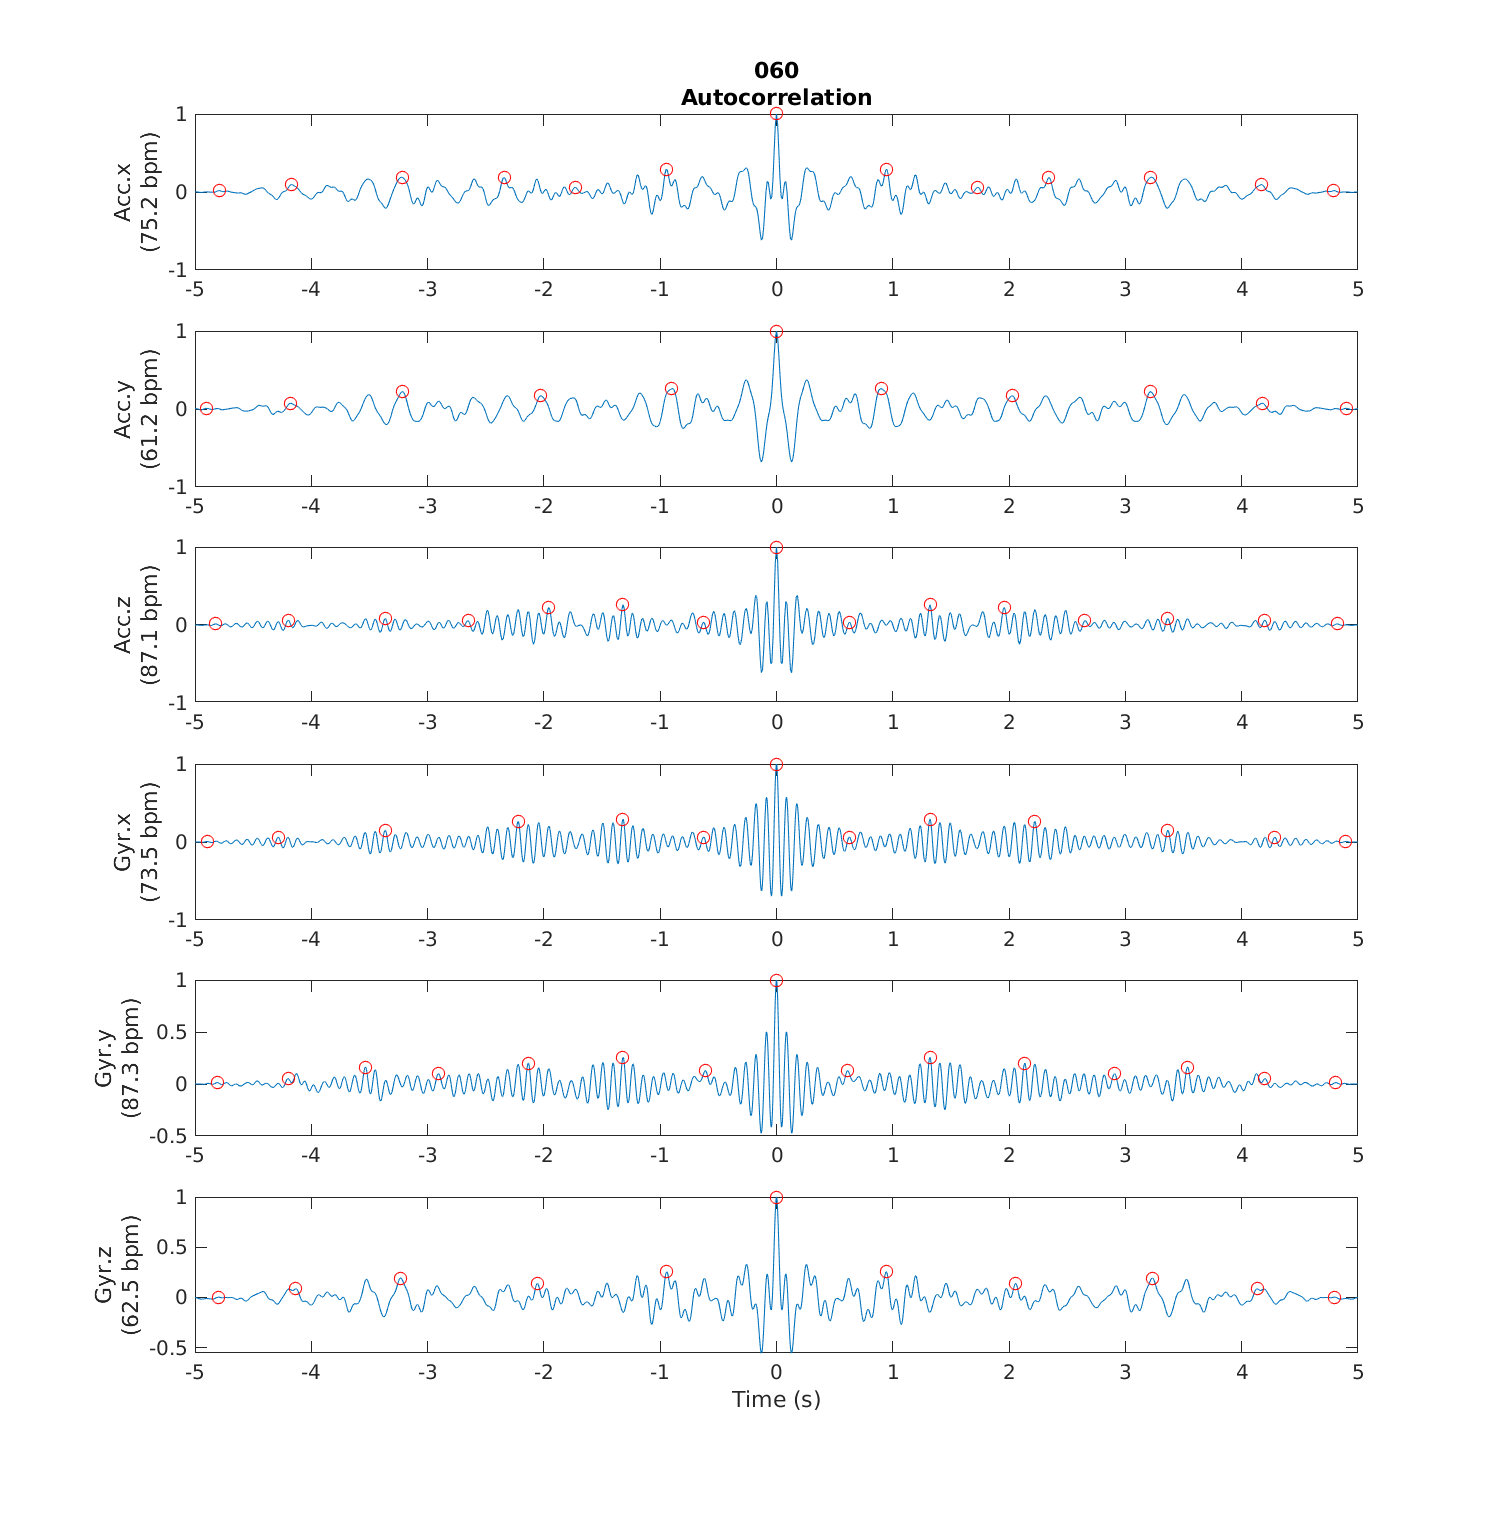 060
Autocorrelation
Acc.x
(75.2 bpm)
1
0
-1
-5 -4 -3 -2 -1 0 1 2 3 4 5
Acc.y
(61.2 bpm)
1
0
-1
-5 -4 -3 -2 -1 0 1 2 3 4 5
Acc.z
(87.1 bpm)
1
0
-1
-5 -4 -3 -2 -1 0 1 2 3 4 5
Gyr.x
(73.5 bpm)
1
0
-1
-5 -4 -3 -2 -1 0 1 2 3 4 5
Gyr.y
(87.3 bpm)
1
0.5
0
-0.5
-5 -4 -3 -2 -1 0 1 2 3 4 5
Gyr.z
(62.5 bpm)
1
0.5
0
-0.5
-5 -4 -3 -2 -1 0 1 2 3 4 5
Time (s)